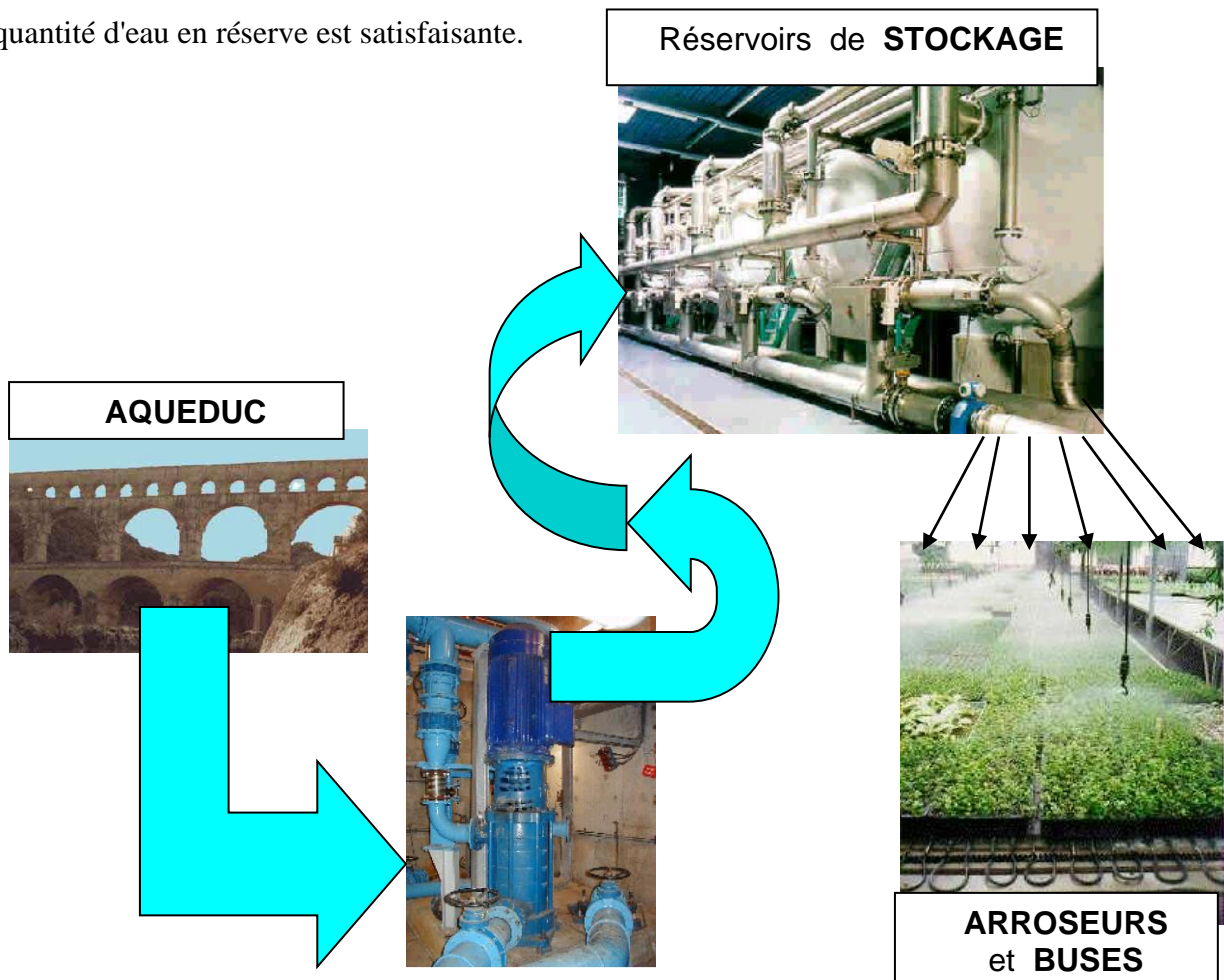 quantité d'eau en réserve est satisfaisante.
Réservoirs de STOCKAGE
AQUEDUC
ARROSEURS
et BUSES